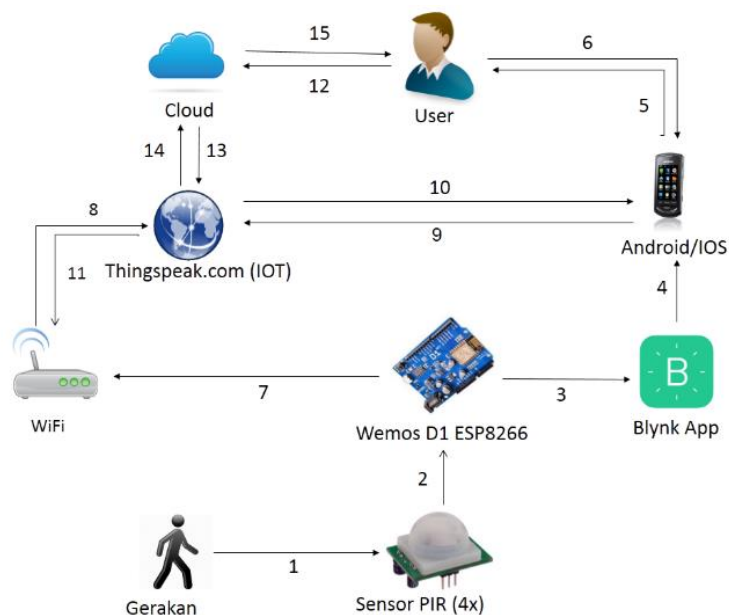 15
6
12
5
Cloud
User
14
13
10
8
9
Android/IOS
11
Thingspeak.com (IOT)
4
D1
B
7
3
WiFi
Wemos D1 ESP8266
Blynk App
2
1
Gerakan
Sensor PIR (4x)